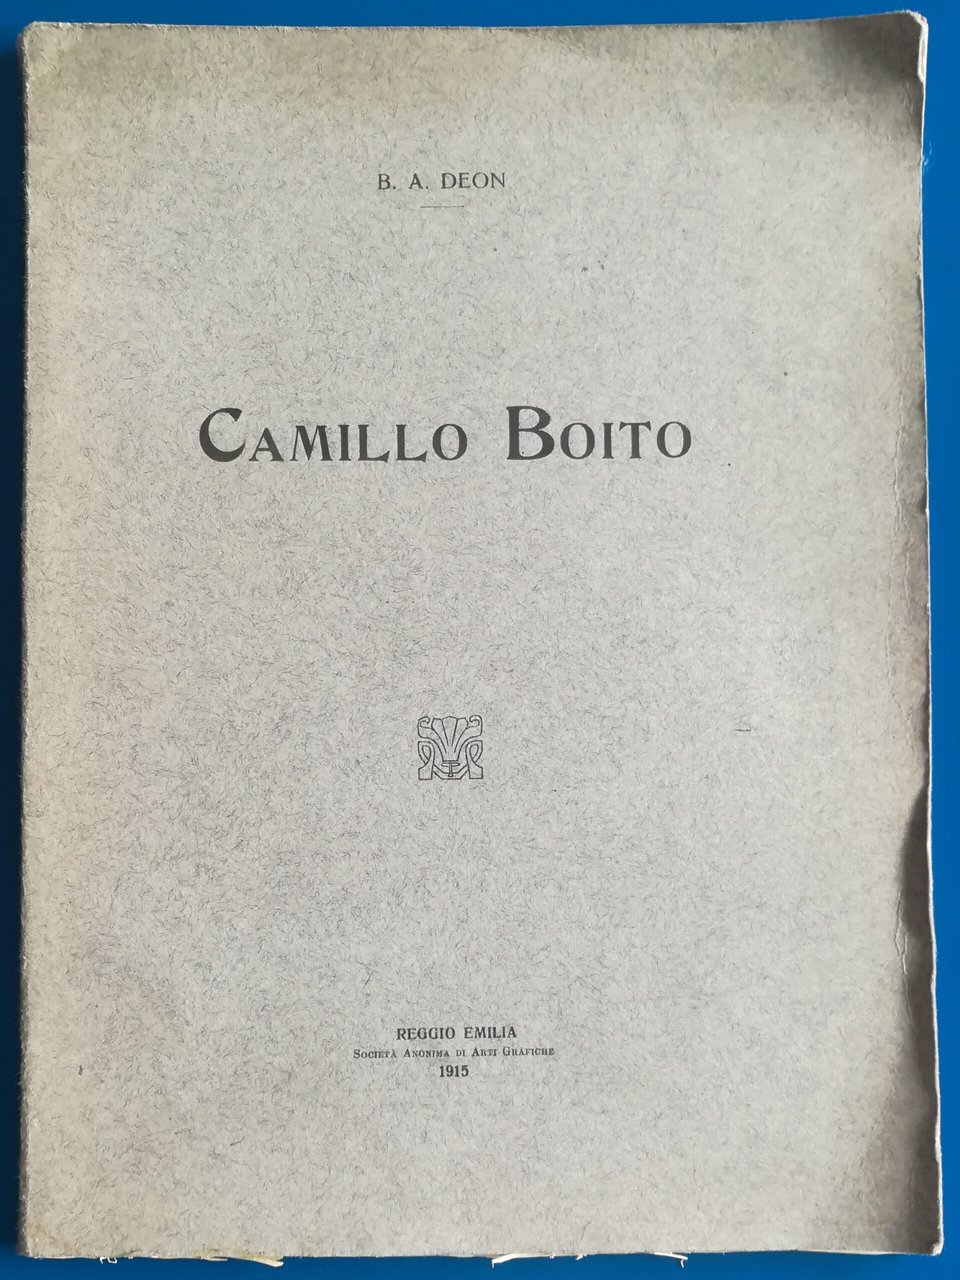 B. A. DEON
CAMILLO BOITO
REGGIO EMILIA
SOCIETÀ ANONIMA DI ARTI GRAFICHE
1915